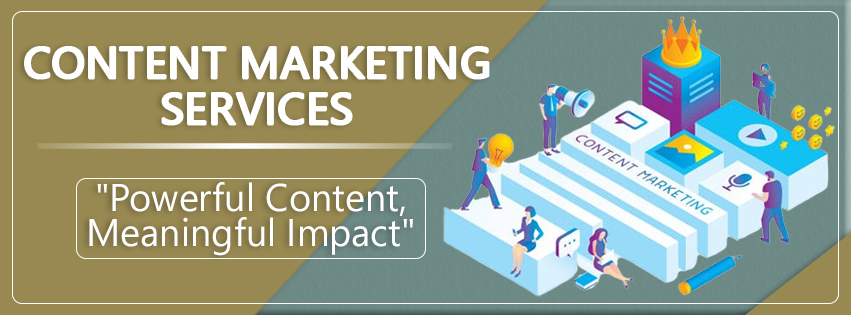 CONTENT MARKETING
SERVICES
"Powerful Content,
Meaningful Impact"
CONTENT MARKETING